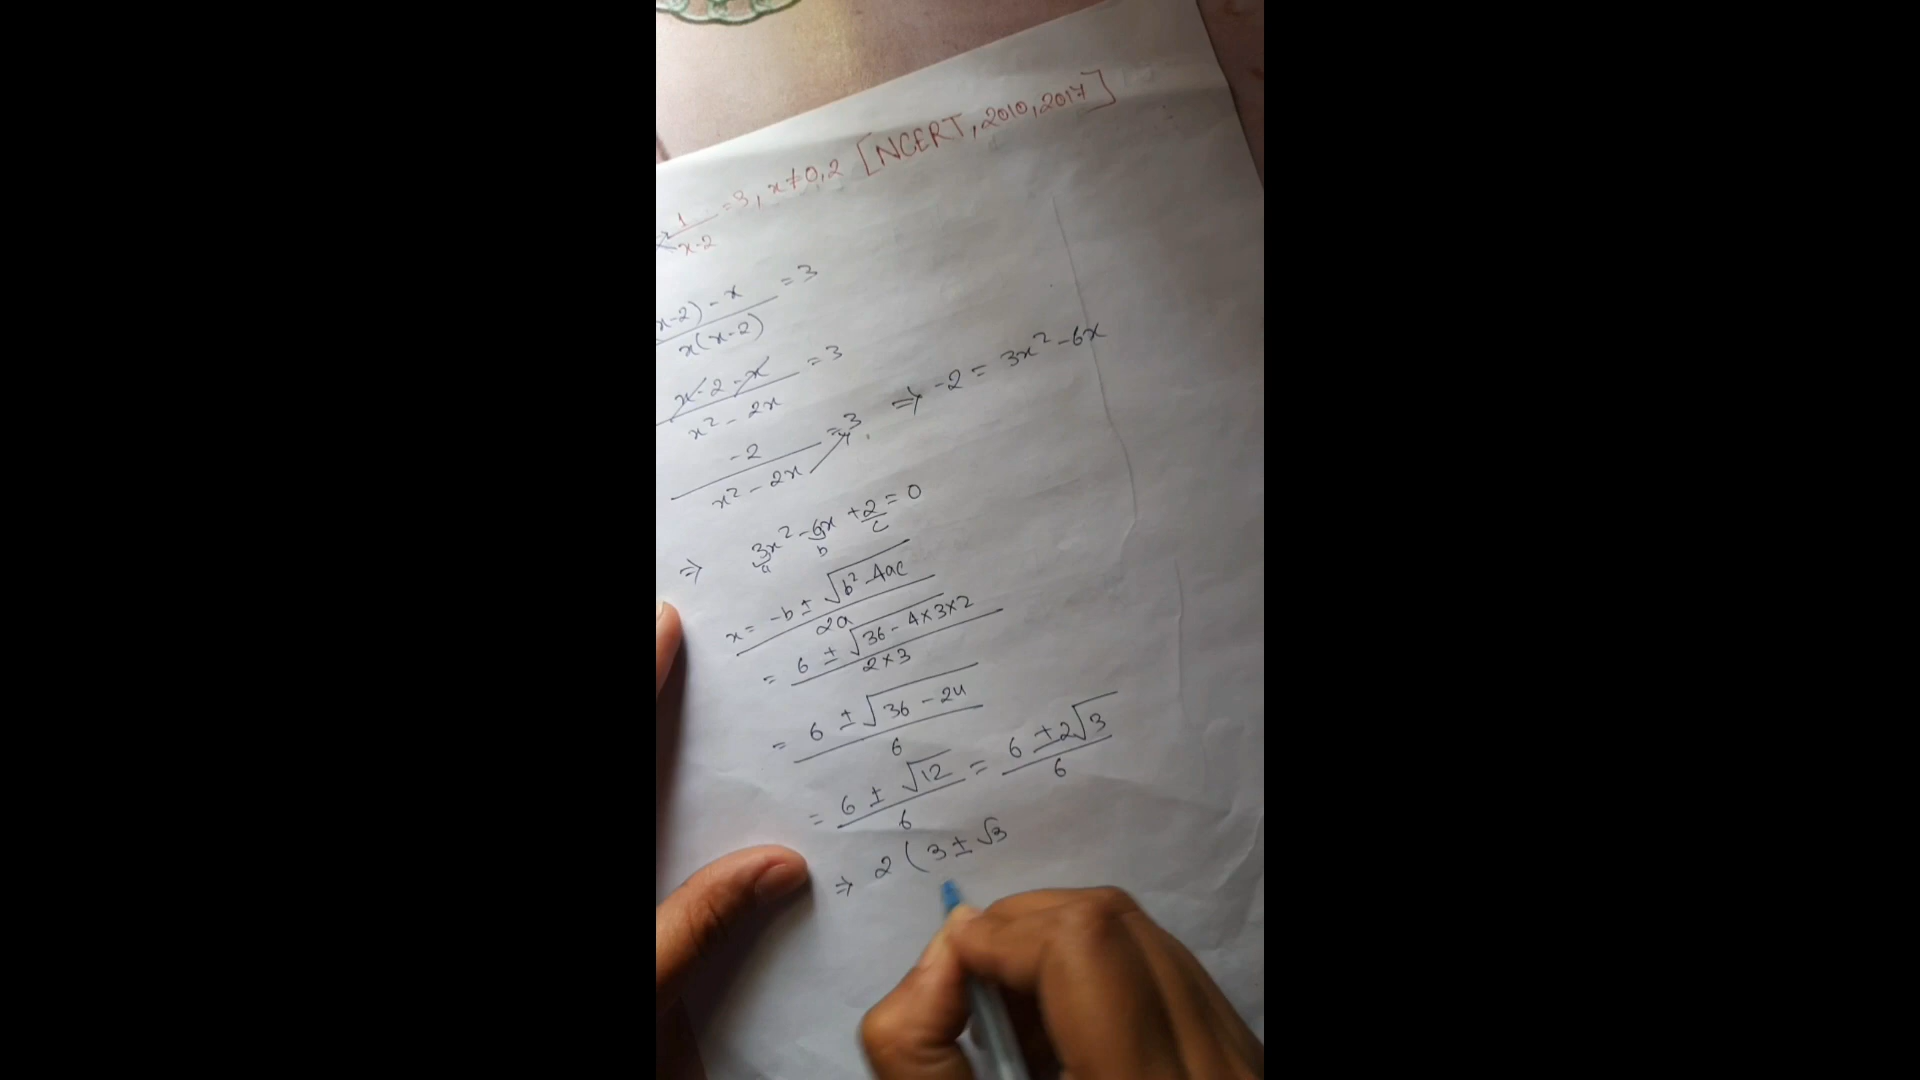 1/(x-2) = 3, x≠0,2 [NCERT, 2010, 2017]
x-2) - x / x(x-2) = 3
x-2-x / x² - 2x = 3
-2 / x² - 2x = 3 ⇒ -2 = 3x² - 6x
⇒ 3x² - 6x + 2 = 0
a b c
x = -b ± √b² - 4ac / 2a
= 6 ± √36 - 4×3×2 / 2×3
= 6 ± √36 - 24 / 6
= 6 ± √12 / 6 = 6 ± 2√3 / 6
⇒ 2 ( 3 ± √3